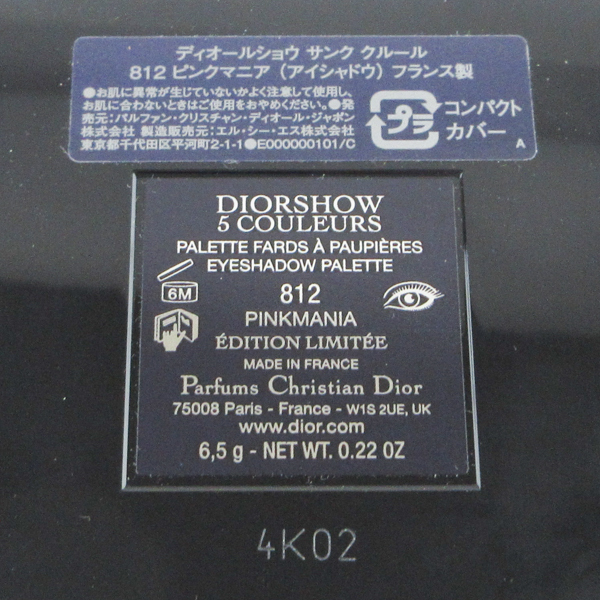 ディオールショウ サンク クルール
812 ピンクマニア（アイシャドウ）フランス製
●お肌に異常が生じていないかよく注意して使用し、
お肌に合わないときはご使用をおやめください。●発
売元：パルファン・クリスチャン・ディオール・ジャポン
株式会社 製造販売元：エル・シー・エス株式会社
東京都千代田区平河町2-1-1●E000000101/C
プラ
コンパクト
カバー
A
DIORSHOW
5 COULEURS
PALETTE FARDS À PAUPIÈRES
EYESHADOW PALETTE
6M
812
PINKMANIA
ÉDITION LIMITÉE
MADE IN FRANCE
Parfums Christian Dior
75008 Paris - France - W1S 2UE, UK
www.dior.com
6,5 g - NET WT. 0.22 OZ
4K02